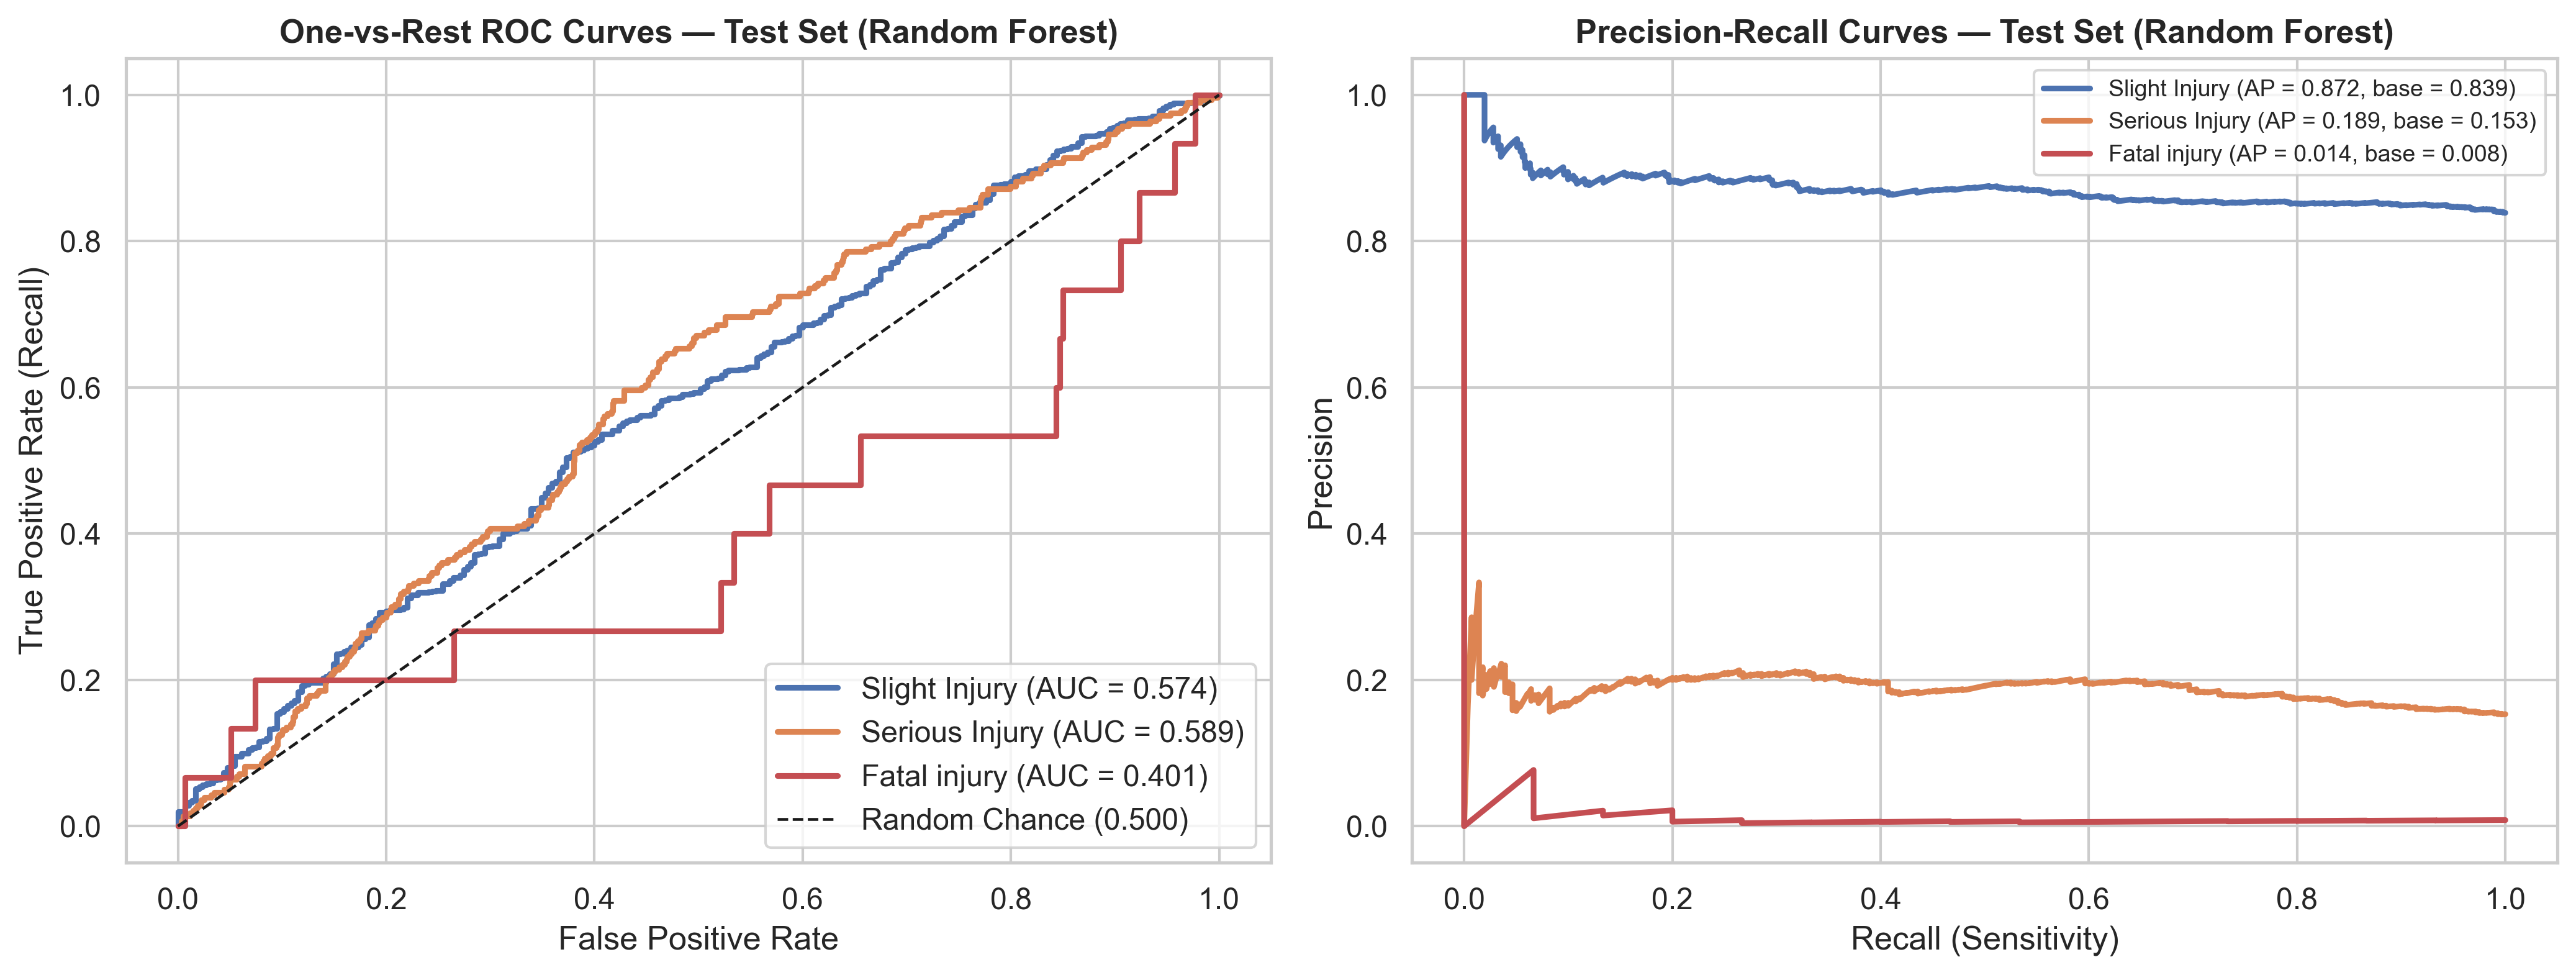 One-vs-Rest ROC Curves — Test Set (Random Forest)
True Positive Rate (Recall)
1.0
0.8
0.6
0.4
0.2
0.0
0.0 0.2 0.4 0.6 0.8 1.0
False Positive Rate
Slight Injury (AUC = 0.574)
Serious Injury (AUC = 0.589)
Fatal injury (AUC = 0.401)
Random Chance (0.500)
Precision-Recall Curves — Test Set (Random Forest)
Precision
1.0
0.8
0.6
0.4
0.2
0.0
0.0 0.2 0.4 0.6 0.8 1.0
Recall (Sensitivity)
Slight Injury (AP = 0.872, base = 0.839)
Serious Injury (AP = 0.189, base = 0.153)
Fatal injury (AP = 0.014, base = 0.008)